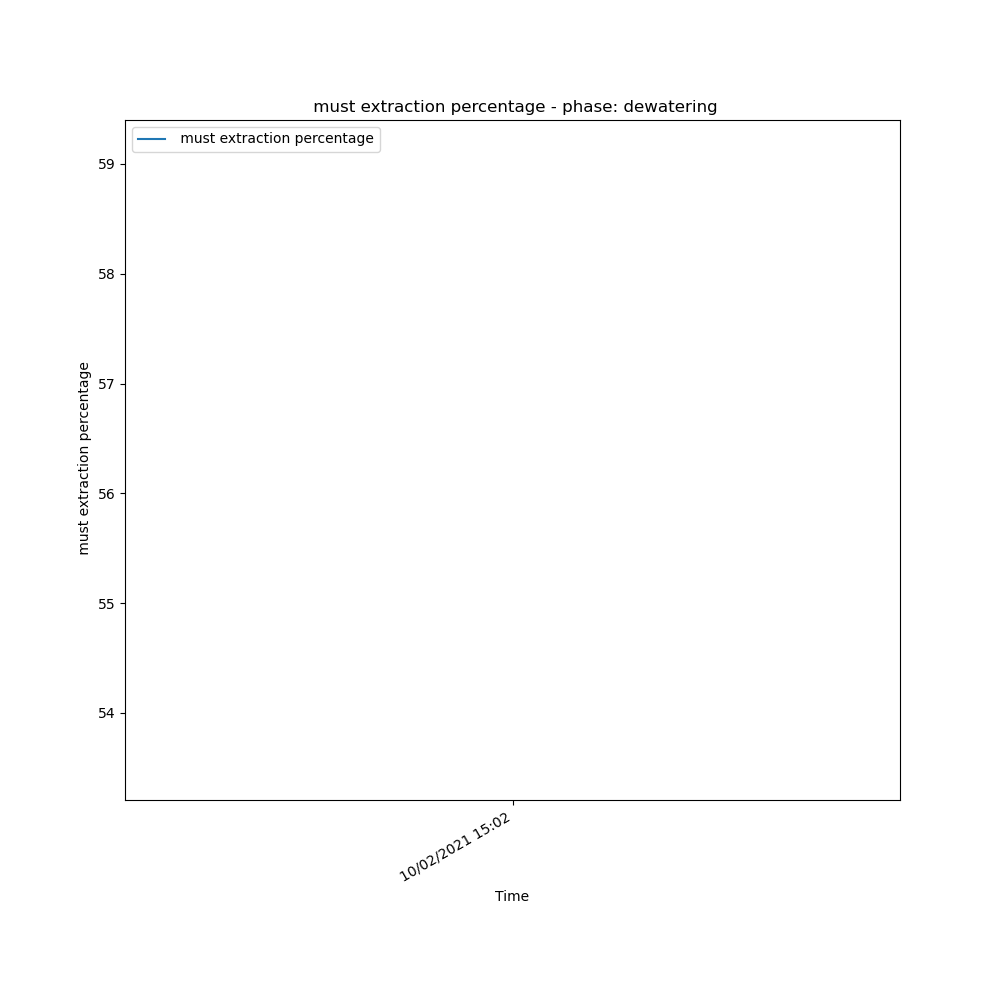 must extraction percentage - phase: dewatering
must extraction percentage
59
58
57
56
55
54
must extraction percentage
10/02/2021 15:02
Time